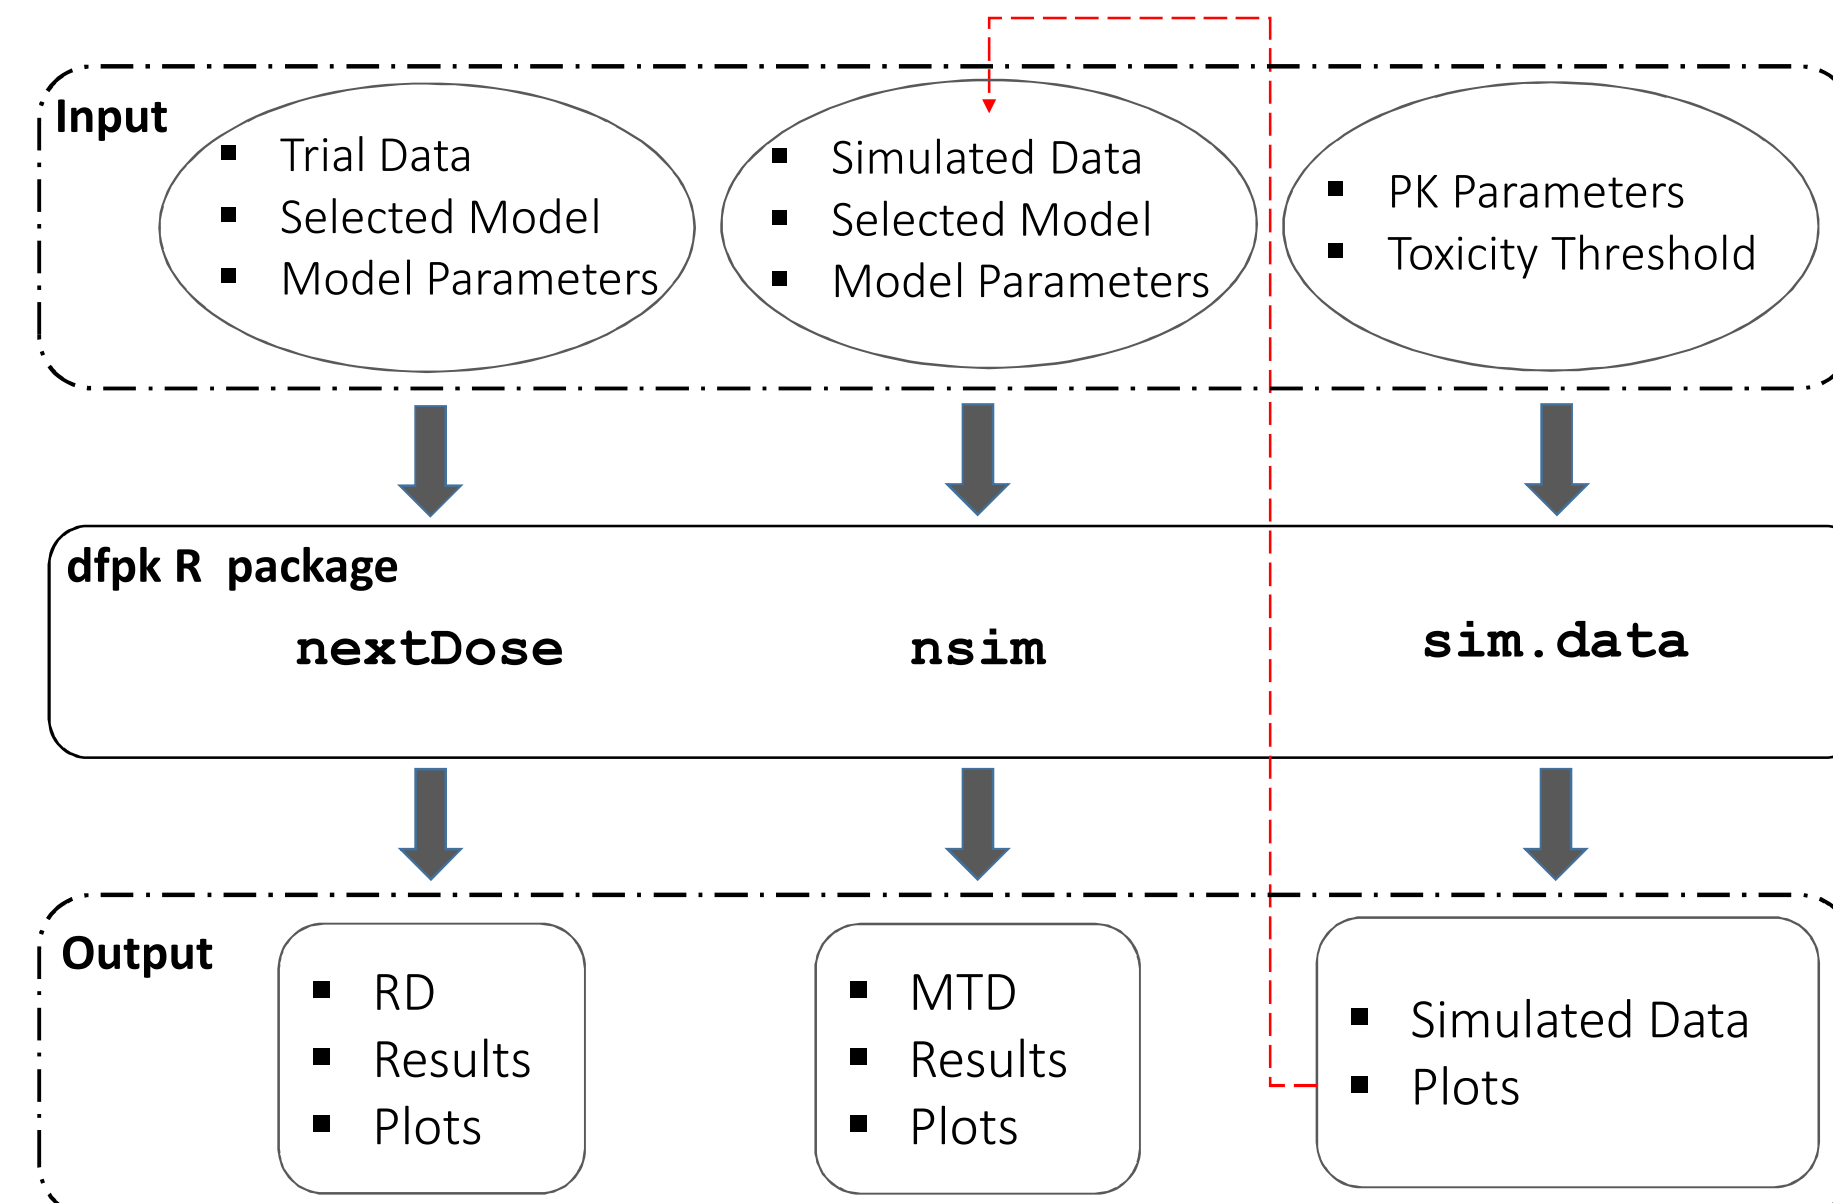 Input
Trial Data
Selected Model
Model Parameters
Simulated Data
Selected Model
Model Parameters
PK Parameters
Toxicity Threshold
dfpk R package
nextDose
nsim
sim.data
Output
RD
Results
Plots
MTD
Results
Plots
Simulated Data
Plots